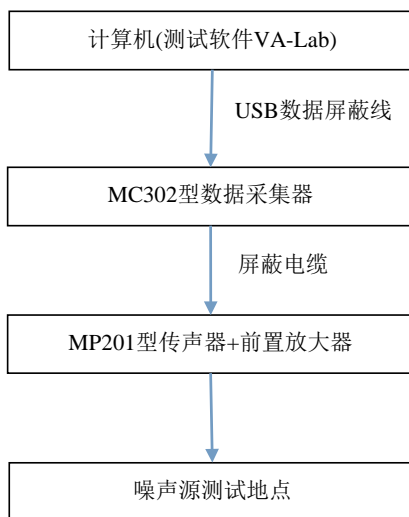 计算机(测试软件VA-Lab)
USB数据屏蔽线
MC302型数据采集器
屏蔽电缆
MP201型传声器+前置放大器
噪声源测试地点